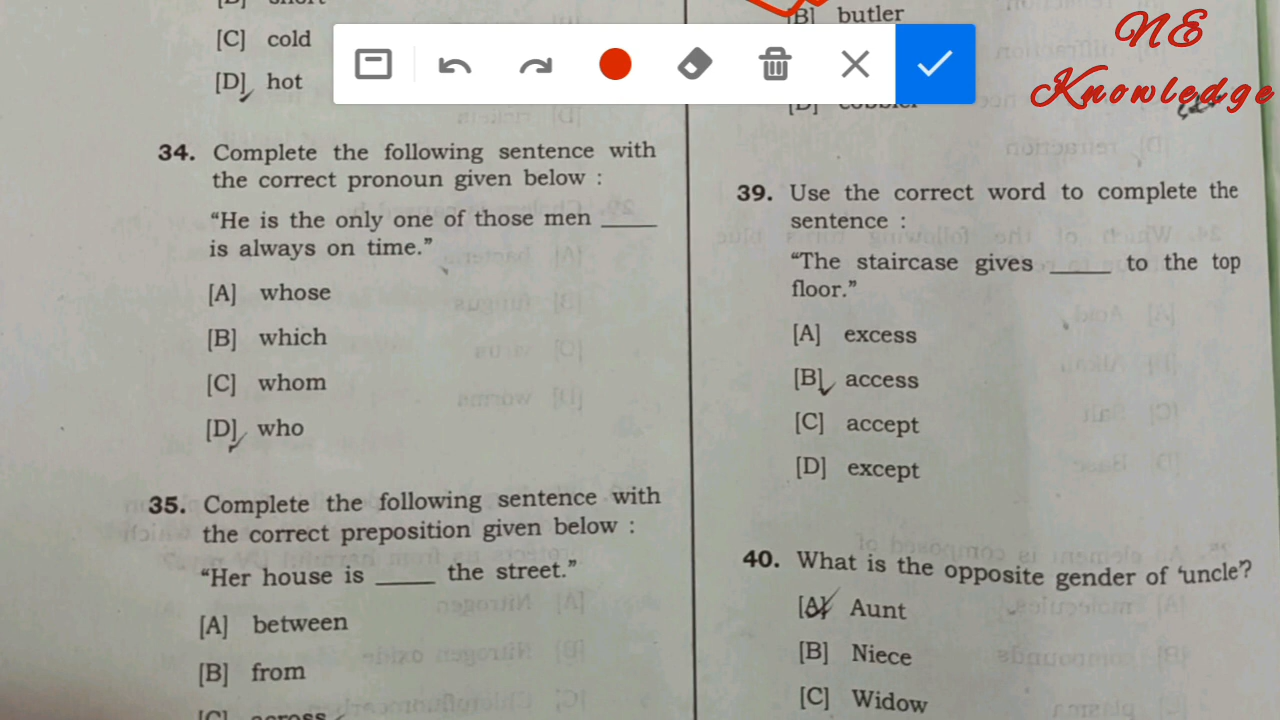 [C] cold
[D] hot
34. Complete the following sentence with
the correct pronoun given below :
“He is the only one of those men ____
is always on time.”
[A] whose
[B] which
[C] whom
[D] who
35. Complete the following sentence with
the correct preposition given below :
“Her house is ____ the street.”
[A] between
[B] from
[C] across
[B] butler
NE
Knowledge
39. Use the correct word to complete the
sentence :
“The staircase gives ____ to the top
floor.”
[A] excess
[B] access
[C] accept
[D] except
40. What is the opposite gender of ‘uncle’?
[A] Aunt
[B] Niece
[C] Widow